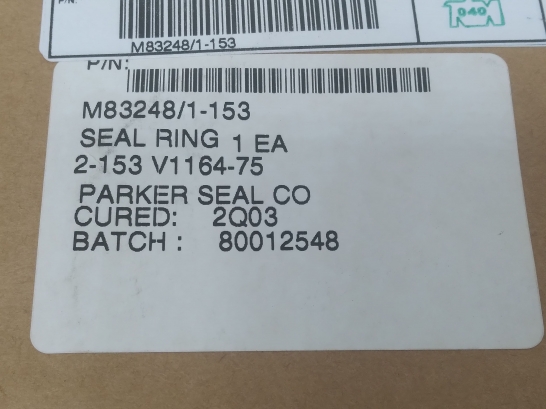 P/N:
040
M83248/1-153
P/N:
M83248/1-153
SEAL RING 1 EA
2-153 V1164-75
PARKER SEAL CO
CURED: 2Q03
BATCH : 80012548